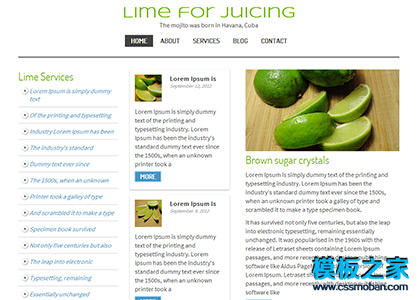 LIME FOR JUICING
The mojito was born in Havana, Cuba
HOME ABOUT SERVICES BLOG CONTACT
Lime Services
Lorem Ipsum is simply dummy
text
Of the printing and typesetting
Industry Lorem Ipsum has been
The industry's standard
Dummy text ever since
The 1500s, when an unknown
Printer took a galley of type
And scrambled it to make a type
Specimen book survived
Not only five centuries but also
The leap into electronic
Typesetting, remaining
Essentially unchanged
Lorem Ipsum is
September 12, 2012
Lorem Ipsum is simply dummy
text of the printing and
typesetting industry. Lorem
Ipsum has been the industry's
standard dummy text ever since
the 1500s, when an unknown
printer took a
MORE
Lorem Ipsum is
September 9, 2012
Lorem Ipsum is simply dummy
text of the printing and
typesetting industry. Lorem
Ipsum has been the industry's
standard dummy text ever since
the 1500s, when an unknown
printer took a
MORE
Brown sugar crystals
Lorem Ipsum is simply dummy text of the printing and
typesetting industry. Lorem Ipsum has been the industry's
standard dummy text ever since the 1500s, when an
unknown printer took a galley of type and
scrambled it to make a type specimen book.
It has survived not only five centuries, but also the leap
into electronic typesetting, remaining essentially
unchanged. It was popularised in the 1960s with the
release of Letraset sheets containing Lorem Ipsum
passages, and more recently with desktop publishing
software like Aldus PageMaker
Letraset sheets containing Lorem Ipsum
passages, and more recently with
publishing software like
模板之家
www.cssmoban.com